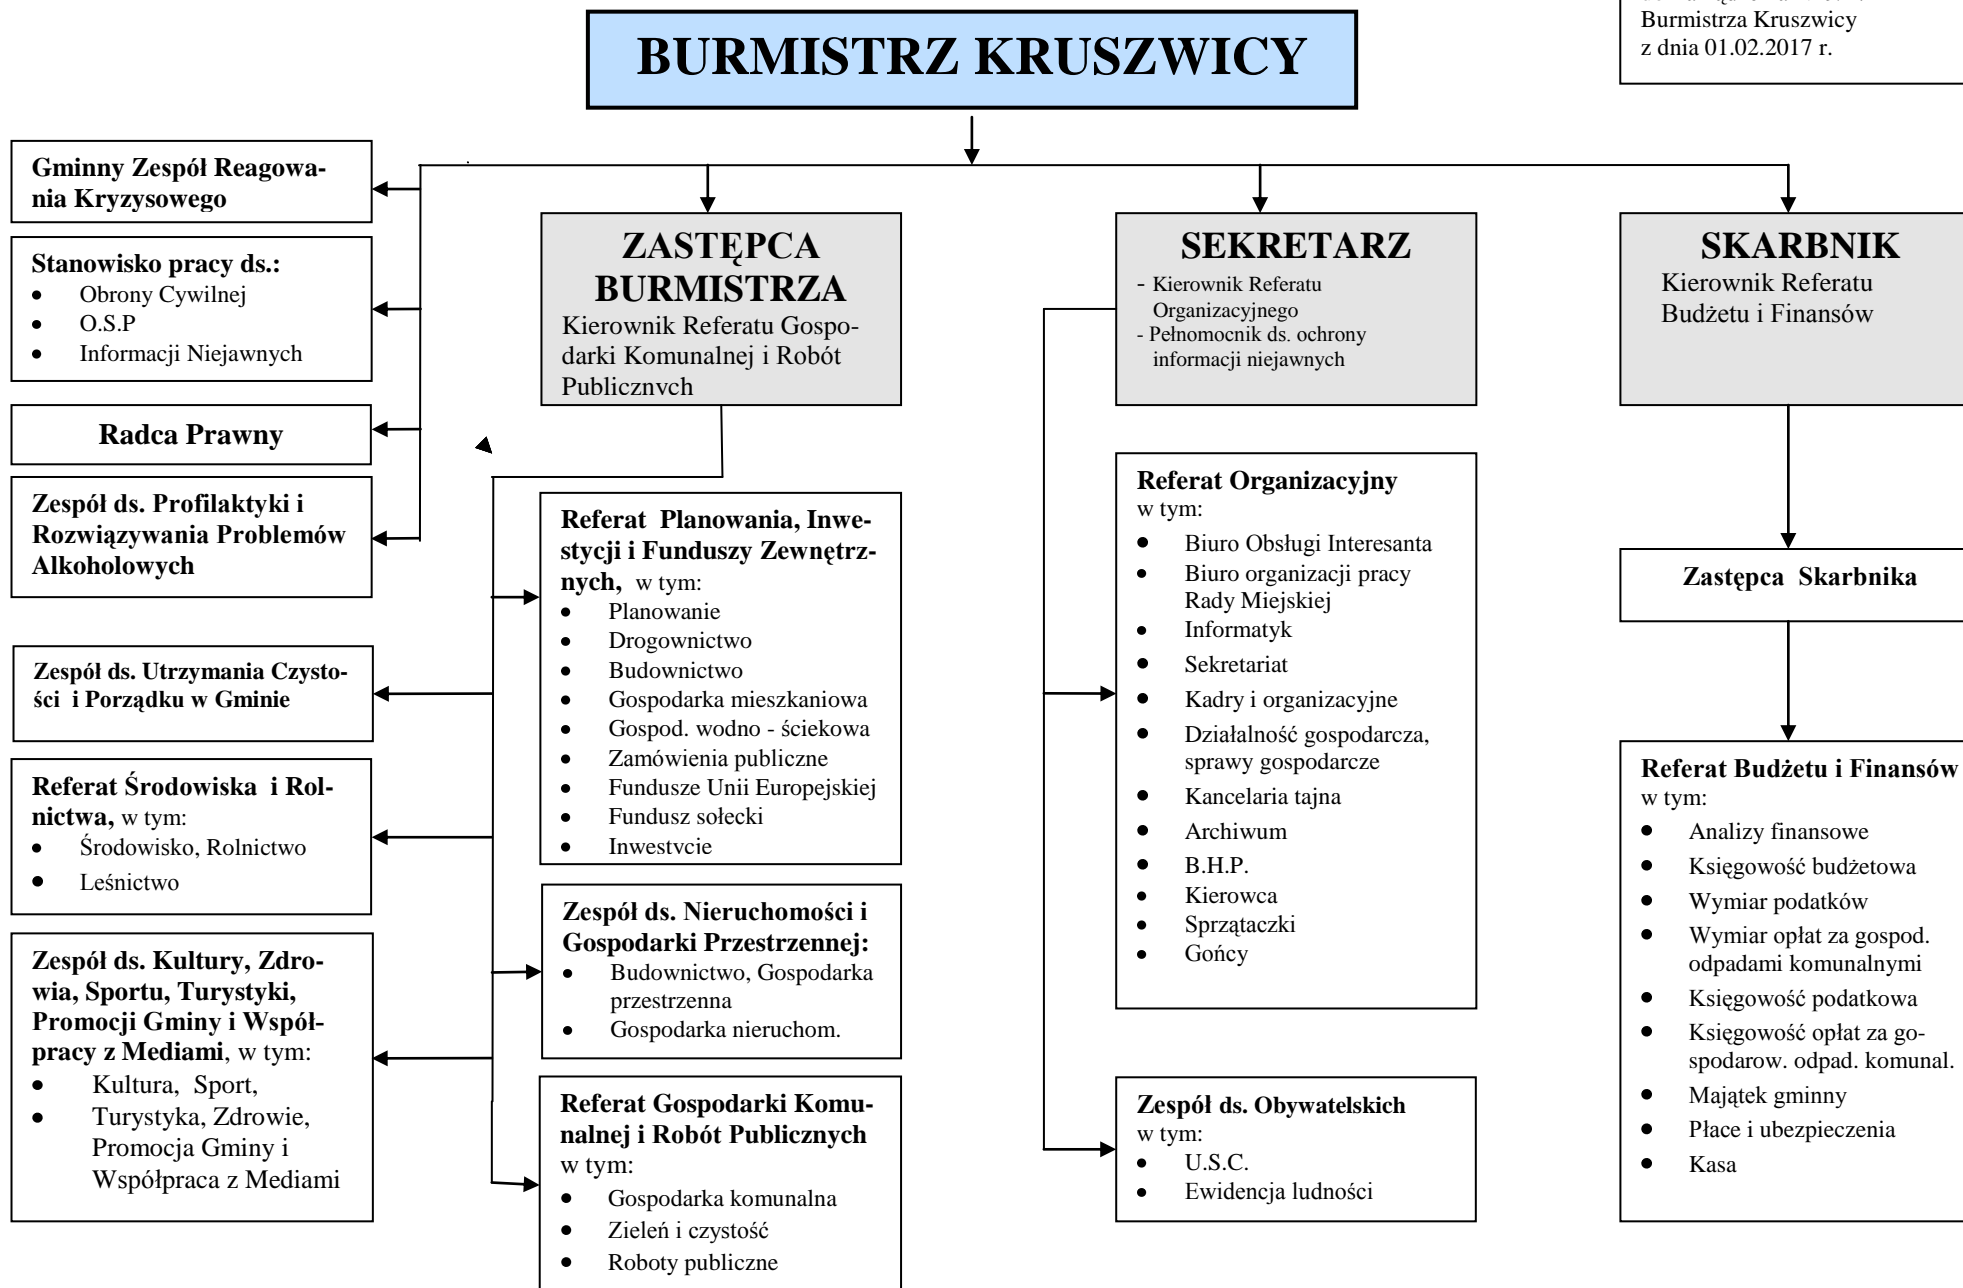 Burmistrza Kruszwicy
z dnia 01.02.2017 r.
BURMISTRZ KRUSZWICY
Gminny Zespół Reagowa-
nia Kryzysowego
Stanowisko pracy ds.:
• Obrony Cywilnej
• O.S.P
• Informacji Niejawnych
Radca Prawny
Zespół ds. Profilaktyki i
Rozwiązywania Problemów
Alkoholowych
Zespół ds. Utrzymania Czysto-
ści i Porządku w Gminie
Referat Środowiska i Rol-
nictwa, w tym:
• Środowisko, Rolnictwo
• Leśnictwo
Zespół ds. Kultury, Zdro-
wia, Sportu, Turystyki,
Promocji Gminy i Współ-
pracy z Mediami, w tym:
• Kultura, Sport,
• Turystyka, Zdrowie,
Promocja Gminy i
Współpraca z Mediami
ZASTĘPCA
BURMISTRZA
Kierownik Referatu Gospo-
darki Komunalnej i Robót
Publicznych
Referat Planowania, Inwe-
stycji i Funduszy Zewnętrz-
nych, w tym:
• Planowanie
• Drogownictwo
• Budownictwo
• Gospodarka mieszkaniowa
• Gospod. wodno - ściekowa
• Zamówienia publiczne
• Fundusze Unii Europejskiej
• Fundusz sołecki
• Inwestycje
Zespół ds. Nieruchomości i
Gospodarki Przestrzennej:
• Budownictwo, Gospodarka
przestrzenna
• Gospodarka nieruchom.
Referat Gospodarki Komu-
nalnej i Robót Publicznych
w tym:
• Gospodarka komunalna
• Zieleń i czystość
• Roboty publiczne
SEKRETARZ
- Kierownik Referatu
Organizacyjnego
- Pełnomocnik ds. ochrony
informacji niejawnych
Referat Organizacyjny
w tym:
• Biuro Obsługi Interesanta
• Biuro organizacji pracy
Rady Miejskiej
• Informatyk
• Sekretariat
• Kadry i organizacyjne
• Działalność gospodarcza,
sprawy gospodarcze
• Kancelaria tajna
• Archiwum
• B.H.P.
• Kierowca
• Sprzątaczki
• Gońcy
Zespół ds. Obywatelskich
w tym:
• U.S.C.
• Ewidencja ludności
SKARBNIK
Kierownik Referatu
Budżetu i Finansów
Zastępca Skarbnika
Referat Budżetu i Finansów
w tym:
• Analizy finansowe
• Księgowość budżetowa
• Wymiar podatków
• Wymiar opłat za gospod.
odpadami komunalnymi
• Księgowość podatkowa
• Księgowość opłat za go-
spodarow. odpad. komunal.
• Majątek gminny
• Płace i ubezpieczenia
• Kasa